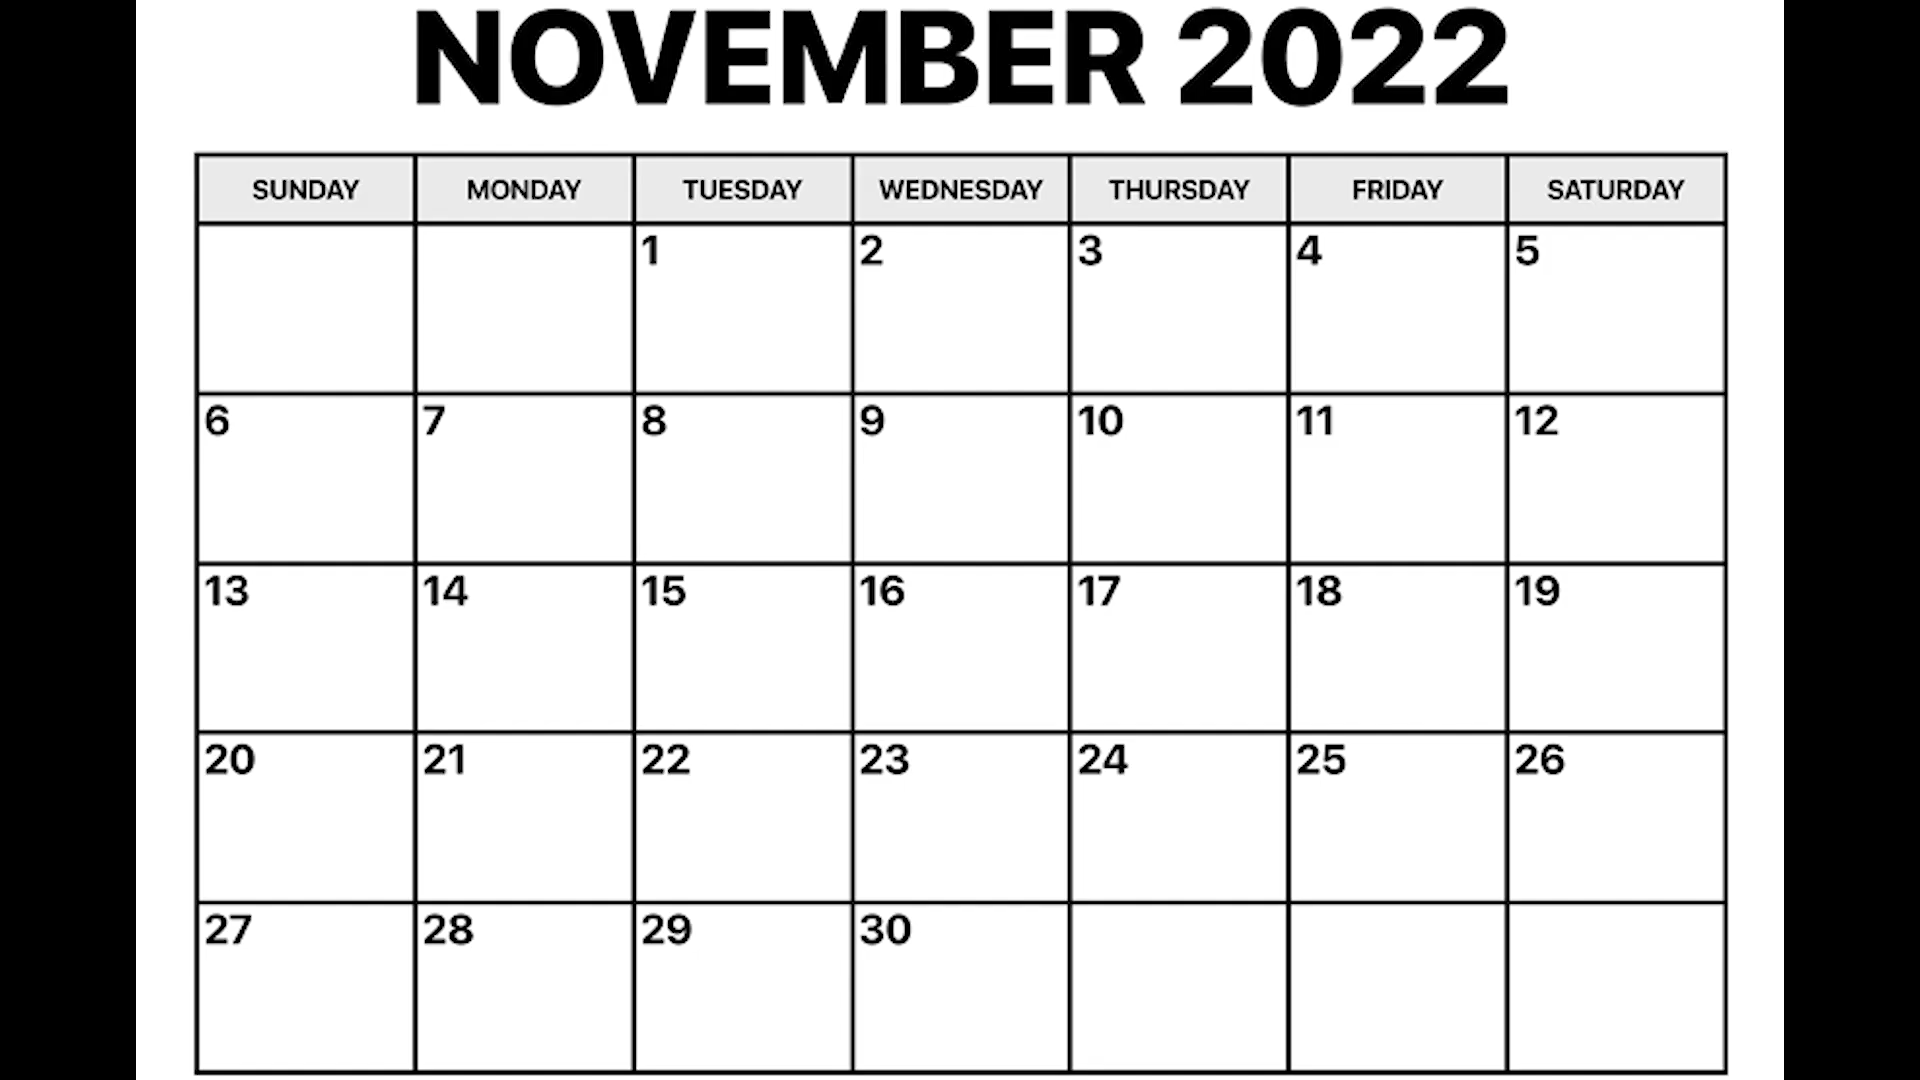 NOVEMBER 2022
SUNDAY MONDAY TUESDAY WEDNESDAY THURSDAY FRIDAY SATURDAY
1 2 3 4 5
6 7 8 9 10 11 12
13 14 15 16 17 18 19
20 21 22 23 24 25 26
27 28 29 30